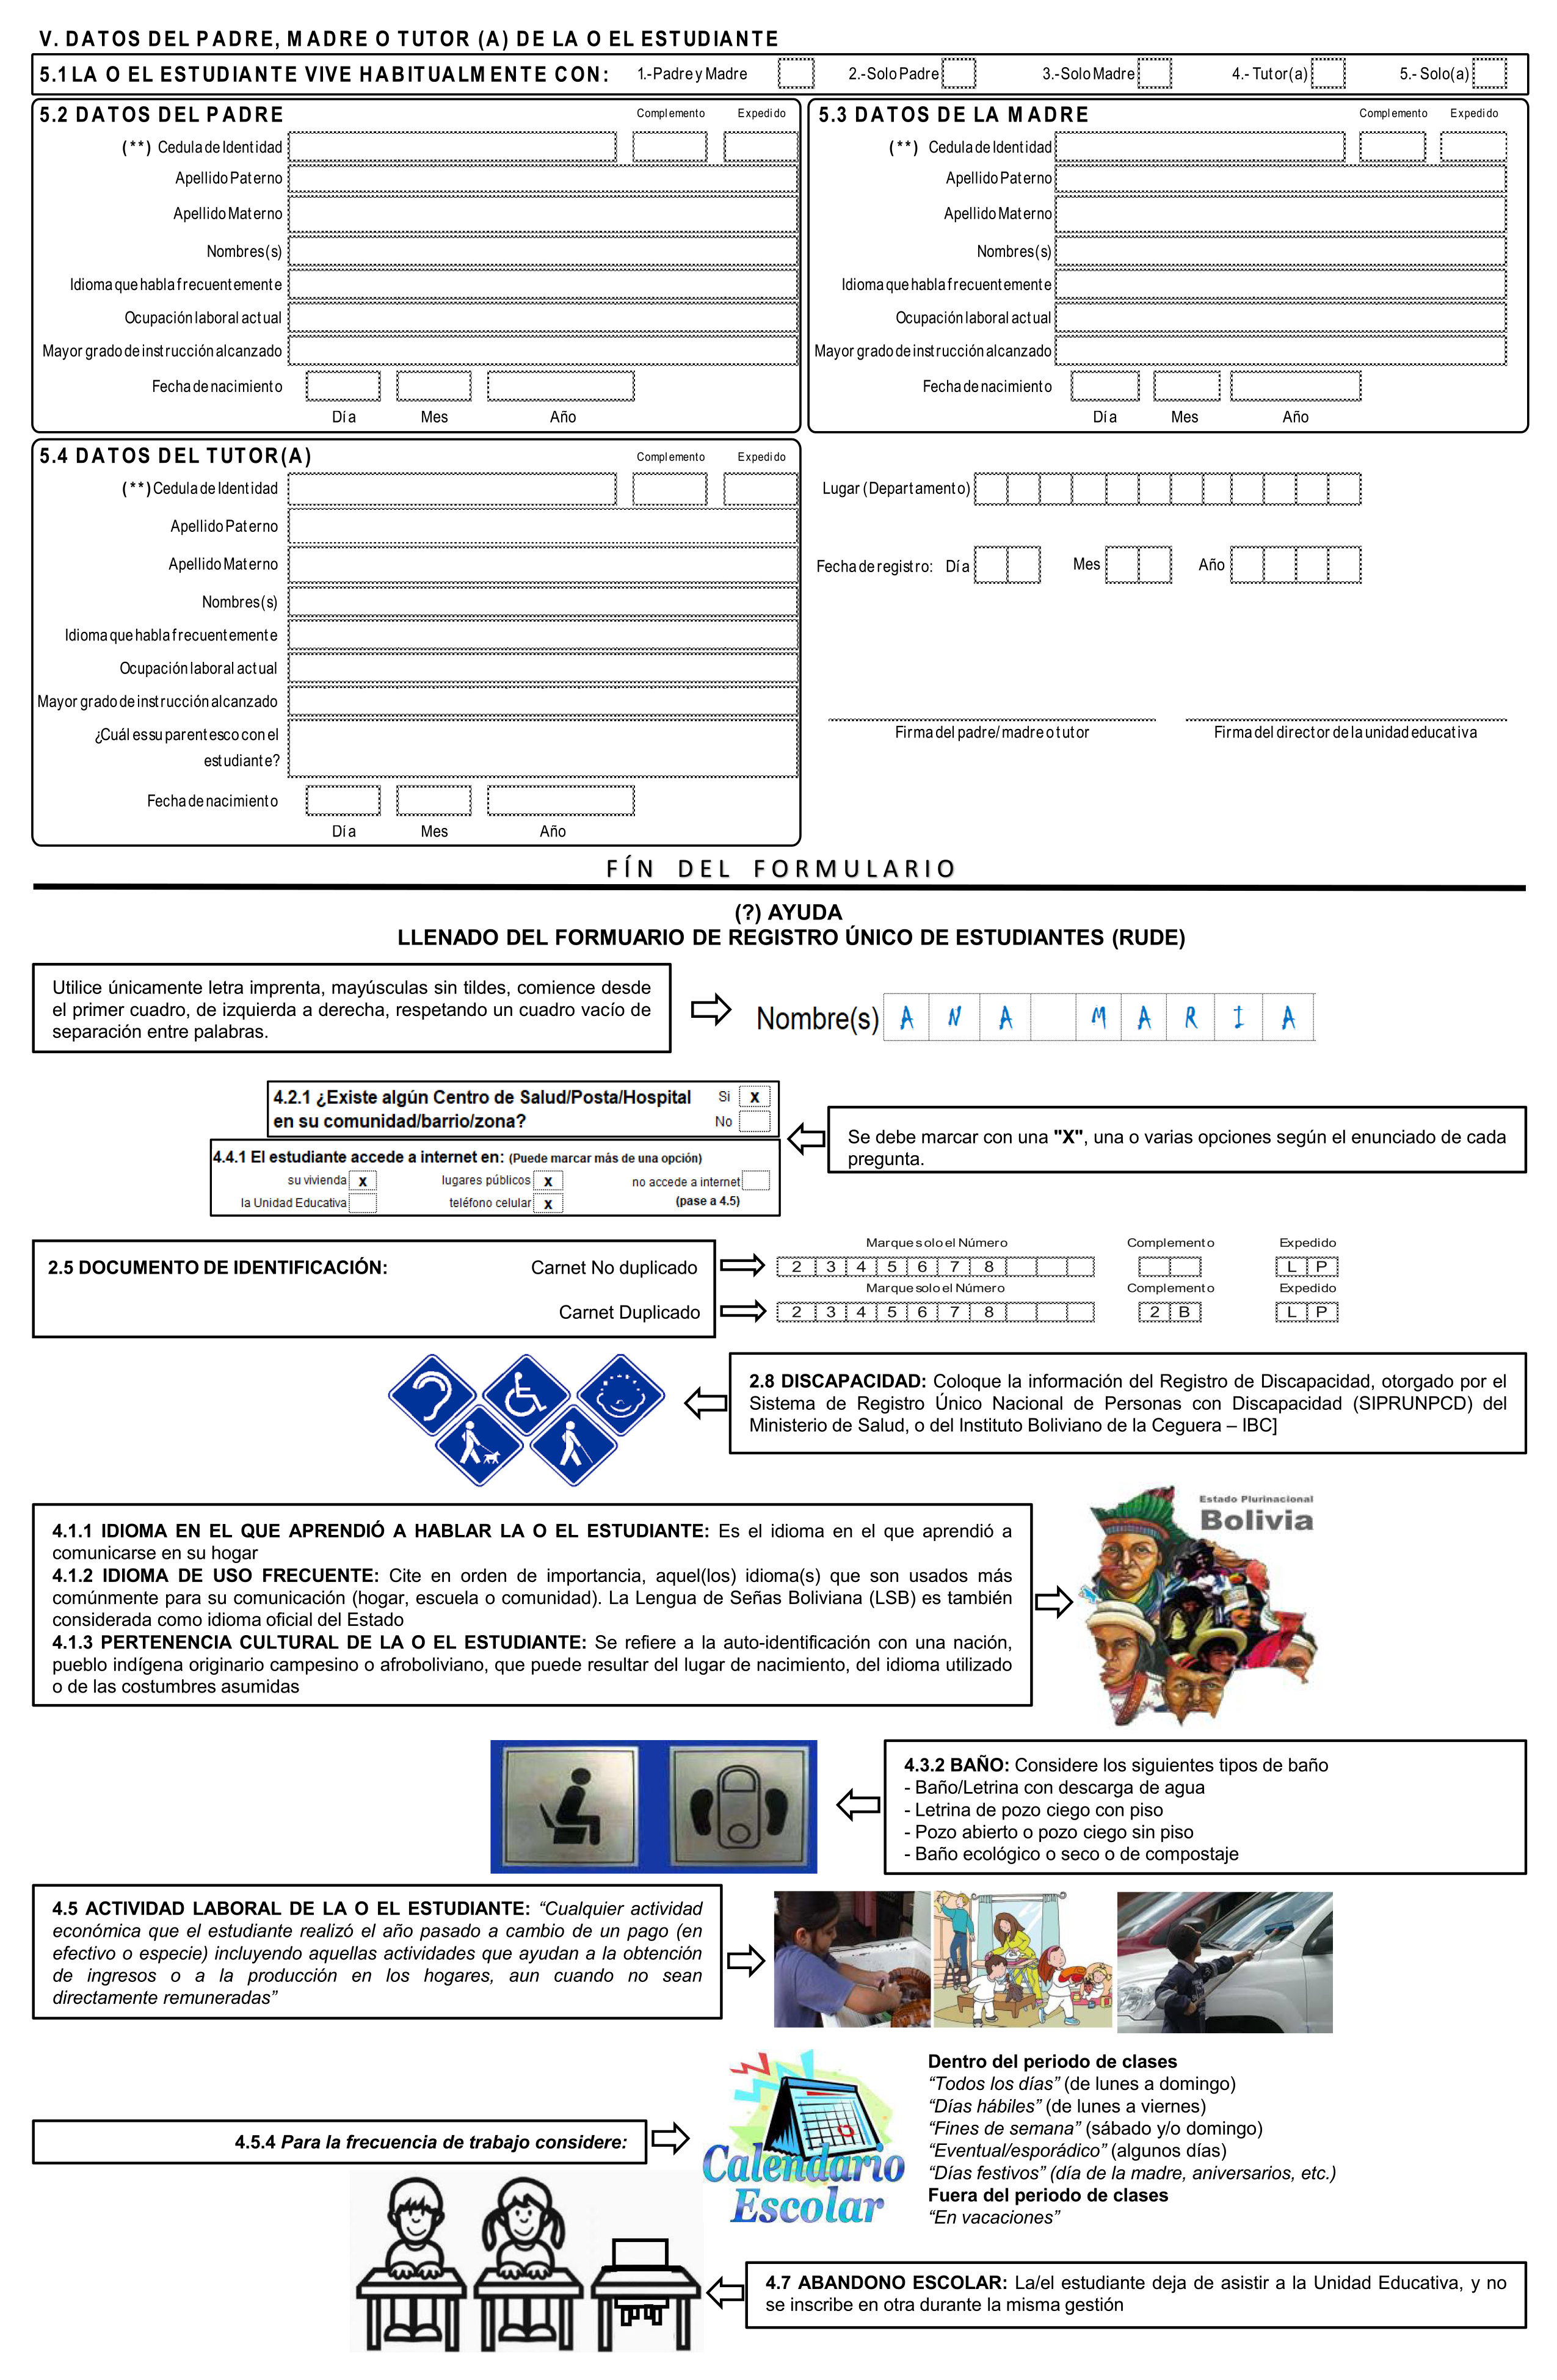 V. DATOS DEL PADRE, MADRE O TUTOR (A) DE LA O EL ESTUDIANTE
5.1 LA O EL ESTUDIANTE VIVE HABITUALMENTE CON: 1.-Padre y Madre 2.-Solo Padre 3.-Solo Madre 4.- Tutor(a) 5.- Solo(a)
5.2 DATOS DEL PADRE Complemento Expedido
(**) Cedula de Identidad
Apellido Paterno
Apellido Materno
Nombres(s)
Idioma que habla frecuentemente
Ocupación laboral actual
Mayor grado de instrucción alcanzado
Fecha de nacimiento
Día Mes Año
5.3 DATOS DE LA MADRE Complemento Expedido
(**) Cedula de Identidad
Apellido Paterno
Apellido Materno
Nombres(s)
Idioma que habla frecuentemente
Ocupación laboral actual
Mayor grado de instrucción alcanzado
Fecha de nacimiento
Día Mes Año
5.4 DATOS DEL TUTOR(A) Complemento Expedido
(**) Cedula de Identidad
Apellido Paterno
Apellido Materno
Nombres(s)
Idioma que habla frecuentemente
Ocupación laboral actual
Mayor grado de instrucción alcanzado
¿Cuál es su parentesco con el
estudiante?
Fecha de nacimiento
Día Mes Año
Lugar (Departamento)
Fecha de registro: Día Mes Año
Firma del padre/madre o tutor Firma del director de la unidad educativa
FÍN DEL FORMULARIO
(?) AYUDA
LLENADO DEL FORMUARIO DE REGISTRO ÚNICO DE ESTUDIANTES (RUDE)
Utilice únicamente letra imprenta, mayúsculas sin tildes, comience desde
el primer cuadro, de izquierda a derecha, respetando un cuadro vacío de
separación entre palabras.
Nombre(s) A N A M A R I A
4.2.1 ¿Existe algún Centro de Salud/Posta/Hospital Si X
en su comunidad/barrio/zona? No
4.4.1 El estudiante accede a internet en: (Puede marcar más de una opción)
su vivienda X lugares públicos X no accede a internet
la Unidad Educativa teléfono celular X (pase a 4.5)
Se debe marcar con una "X", una o varias opciones según el enunciado de cada
pregunta.
2.5 DOCUMENTO DE IDENTIFICACIÓN:
Marque solo el Número Complemento Expedido
Carnet No duplicado 2 3 4 5 6 7 8 L P
Marque solo el Número Complemento Expedido
Carnet Duplicado 2 3 4 5 6 7 8 2 B L P
2.8 DISCAPACIDAD: Coloque la información del Registro de Discapacidad, otorgado por el
Sistema de Registro Único Nacional de Personas con Discapacidad (SIPRUNPCD) del
Ministerio de Salud, o del Instituto Boliviano de la Ceguera – IBC]
4.1.1 IDIOMA EN EL QUE APRENDIÓ A HABLAR LA O EL ESTUDIANTE: Es el idioma en el que aprendió a
comunicarse en su hogar
4.1.2 IDIOMA DE USO FRECUENTE: Cite en orden de importancia, aquel(los) idioma(s) que son usados más
comúnmente para su comunicación (hogar, escuela o comunidad). La Lengua de Señas Boliviana (LSB) es también
considerada como idioma oficial del Estado
4.1.3 PERTENENCIA CULTURAL DE LA O EL ESTUDIANTE: Se refiere a la auto-identificación con una nación,
pueblo indígena originario campesino o afroboliviano, que puede resultar del lugar de nacimiento, del idioma utilizado
o de las costumbres asumidas
Estado Plurinacional
Bolivia
4.3.2 BAÑO: Considere los siguientes tipos de baño
- Baño/Letrina con descarga de agua
- Letrina de pozo ciego con piso
- Pozo abierto o pozo ciego sin piso
- Baño ecológico o seco o de compostaje
4.5 ACTIVIDAD LABORAL DE LA O EL ESTUDIANTE: “Cualquier actividad
económica que el estudiante realizó el año pasado a cambio de un pago (en
efectivo o especie) incluyendo aquellas actividades que ayudan a la obtención
de ingresos o a la producción en los hogares, aun cuando no sean
directamente remuneradas”
4.5.4 Para la frecuencia de trabajo considere:
Calendario
Escolar
Dentro del periodo de clases
“Todos los días” (de lunes a domingo)
“Días hábiles” (de lunes a viernes)
“Fines de semana” (sábado y/o domingo)
“Eventual/esporádico” (algunos días)
“Días festivos” (día de la madre, aniversarios, etc.)
Fuera del periodo de clases
“En vacaciones”
4.7 ABANDONO ESCOLAR: La/el estudiante deja de asistir a la Unidad Educativa, y no
se inscribe en otra durante la misma gestión